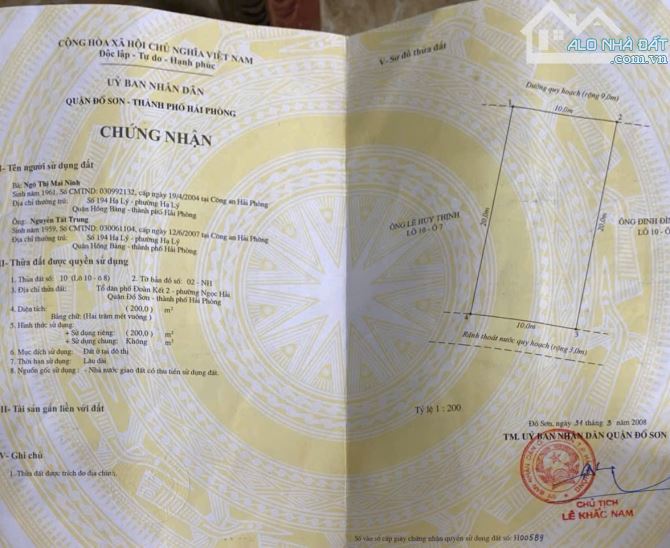 CỘNG HÒA XÃ HỘI CHỦ NGHĨA VIỆT NAM
Độc lập - Tự do - Hạnh phúc
UỶ BAN NHÂN DÂN
QUẬN ĐỒ SƠN - THÀNH PHỐ HẢI PHÒNG
CHỨNG NHẬN
I- Tên người sử dụng đất
Bà: Ngô Thị Mai Ninh
Sinh năm 1961, Số CMTND: 030992132, cấp ngày 19/4/2004 tại Công an Hải Phòng
Địa chỉ thường trú: Số 194 Hạ Lý - phường Hạ Lý
Quận Hồng Bàng - thành phố Hải Phòng
Ông: Nguyễn Tất Trung
Sinh năm 1959, Số CMTND: 030061104, cấp ngày 12/6/2007 tại Công an Hải Phòng
Địa chỉ thường trú: Số 194 Hạ Lý - phường Hạ Lý
Quận Hồng Bàng - thành phố Hải Phòng
II- Thửa đất được quyền sử dụng
1. Thửa đất số: 10 (Lô 10 - ô 8) 2. Tờ bản đồ số: 02 - NH
3. Địa chỉ thửa đất: Tổ dân phố Đoàn Kết 2 - phường Ngọc Hải
Quận Đồ Sơn - thành phố Hải Phòng
4. Diện tích: ( 200,0 ) m²
Bằng chữ: (Hai trăm mét vuông)
5. Hình thức sử dụng:
+ Sử dụng riêng: ( 200,0 ) m²
+ Sử dụng chung: Không m²
6. Mục đích sử dụng: Đất ở tại đô thị
7. Thời hạn sử dụng: Lâu dài
8. Nguồn gốc sử dụng : - Nhà nước giao đất có thu tiền sử dụng đất.
III- Tài sản gắn liền với đất
IV- Ghi chú
1. Thửa đất được trích đo địa chính.
ALO NHÀ ĐẤT
Alonhadat.com.vn
V- Sơ đồ thửa đất
Đường quy hoạch (rộng 9,0m)
1
10.0m
2
20.0m
20.0m
ÔNG LÊ HUY THỊNH
LÔ 10 - Ô 7
ÔNG ĐINH
LÔ 10 -
4
10.0m
3
Rãnh thoát nước quy hoạch (rộng 3,0m)
Tỷ lệ 1 : 200
Đồ Sơn, ngày 31 tháng 3 năm 2008
TM. UỶ BAN NHÂN DÂN QUẬN ĐỒ SƠN
CHỦ TỊCH
LÊ KHẮC NAM
Số vào sổ cấp giấy chứng nhận quyền sử dụng đất số: H00589